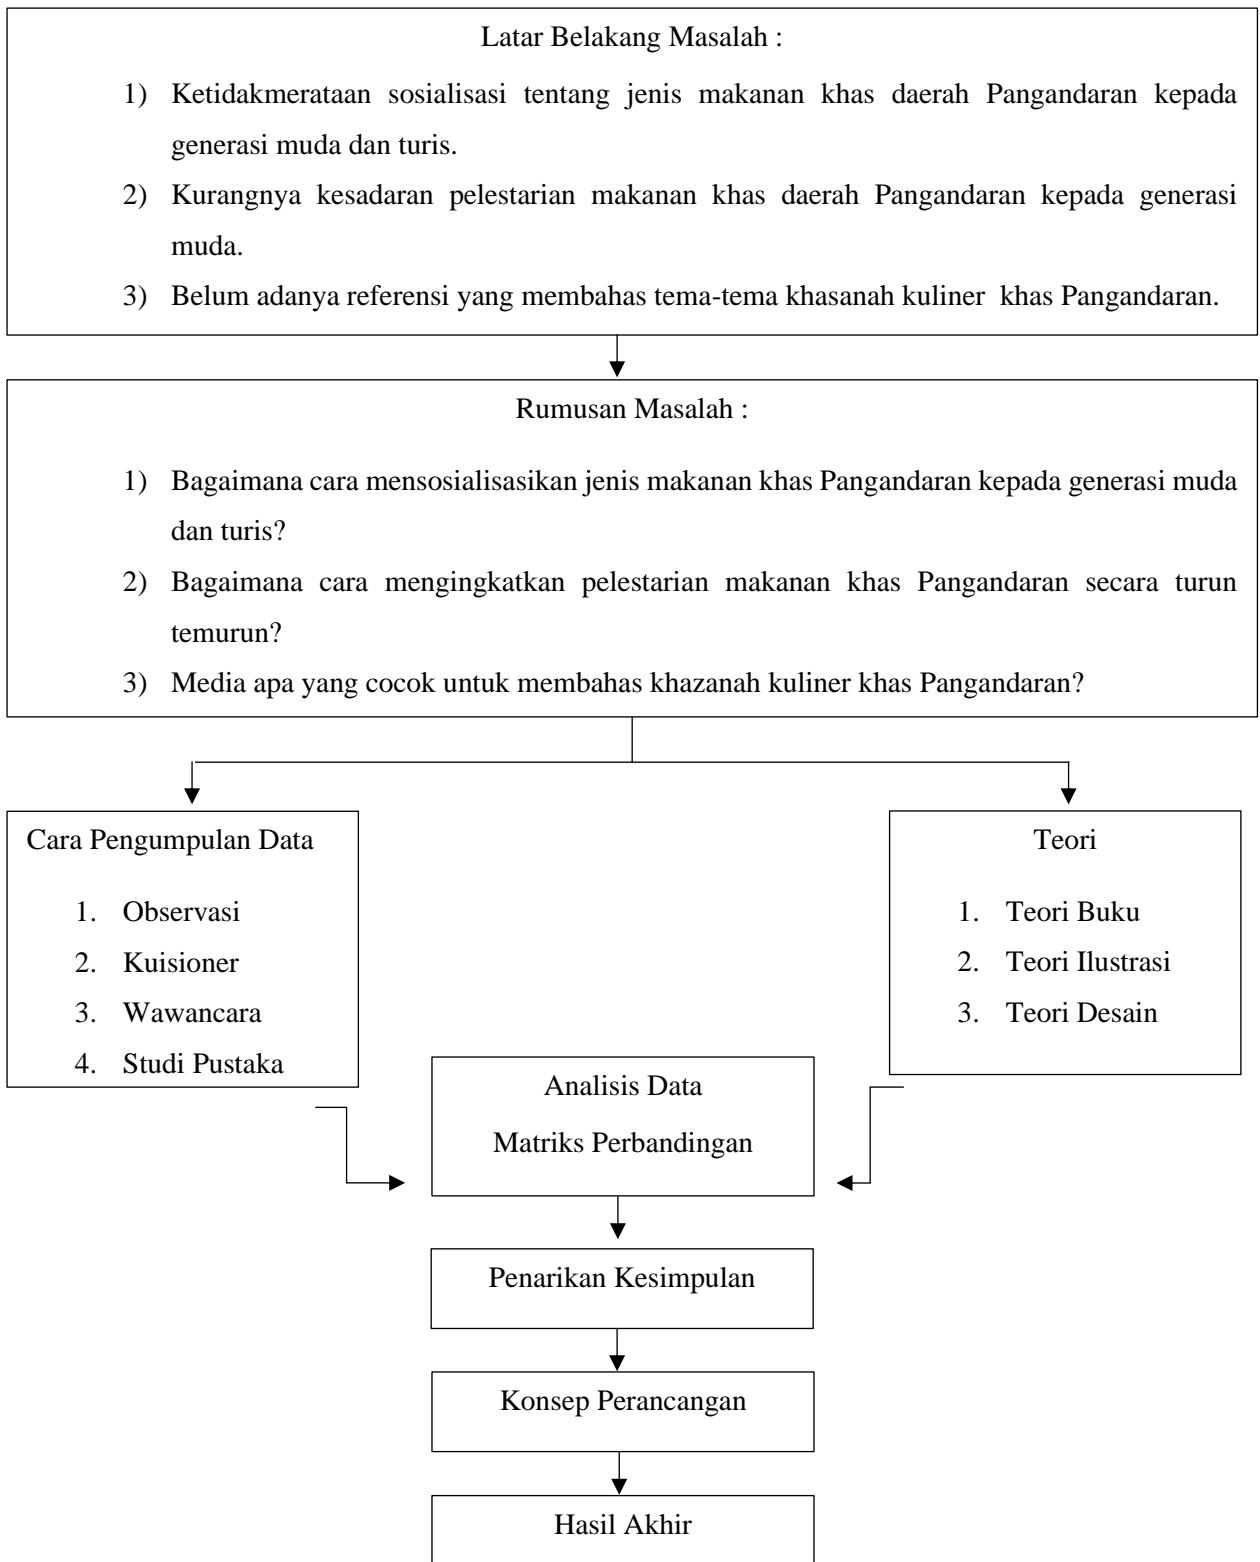 Latar Belakang Masalah :
1) Ketidakmerataan sosialisasi tentang jenis makanan khas daerah Pangandaran kepada
generasi muda dan turis.
2) Kurangnya kesadaran pelestarian makanan khas daerah Pangandaran kepada generasi
muda.
3) Belum adanya referensi yang membahas tema-tema khasanah kuliner khas Pangandaran.
Rumusan Masalah :
1) Bagaimana cara mensosialisasikan jenis makanan khas Pangandaran kepada generasi muda
dan turis?
2) Bagaimana cara mengingkatkan pelestarian makanan khas Pangandaran secara turun
temurun?
3) Media apa yang cocok untuk membahas khazanah kuliner khas Pangandaran?
Cara Pengumpulan Data
1. Observasi
2. Kuisioner
3. Wawancara
4. Studi Pustaka
Teori
1. Teori Buku
2. Teori Ilustrasi
3. Teori Desain
Analisis Data
Matriks Perbandingan
Penarikan Kesimpulan
Konsep Perancangan
Hasil Akhir